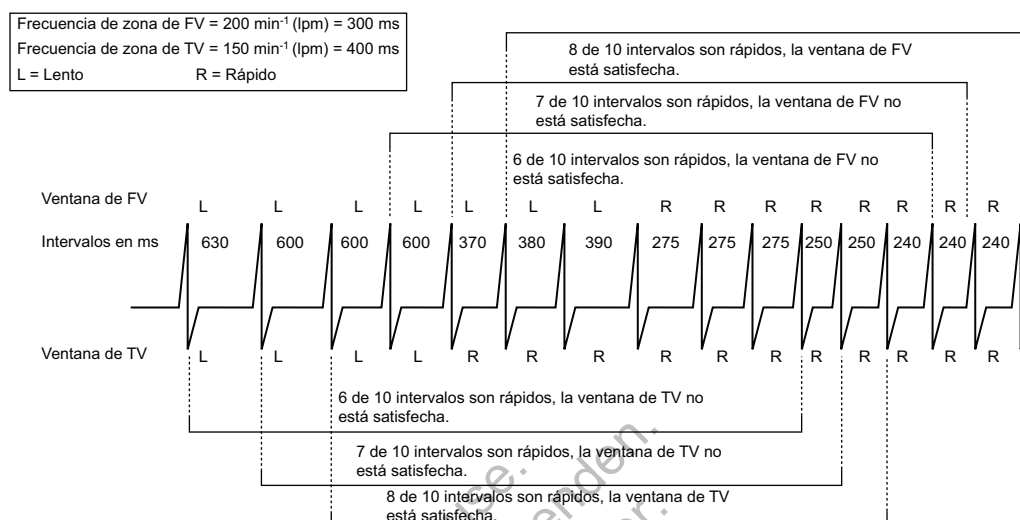 Frecuencia de zona de FV = 200 min⁻¹ (lpm) = 300 ms
Frecuencia de zona de TV = 150 min⁻¹ (lpm) = 400 ms
L = Lento R = Rápido
8 de 10 intervalos son rápidos, la ventana de FV
está satisfecha.
7 de 10 intervalos son rápidos, la ventana de FV no
está satisfecha.
6 de 10 intervalos son rápidos, la ventana de FV no
está satisfecha.
Ventana de FV L L L L L L L R R R R R R R R
Intervalos en ms 630 600 600 600 370 380 390 275 275 275 250 250 240 240 240
Ventana de TV L L L L R R R R R R R R R R R
6 de 10 intervalos son rápidos, la ventana de TV no
está satisfecha.
7 de 10 intervalos son rápidos, la ventana de TV no
está satisfecha.
8 de 10 intervalos son rápidos, la ventana de TV
está satisfecha.